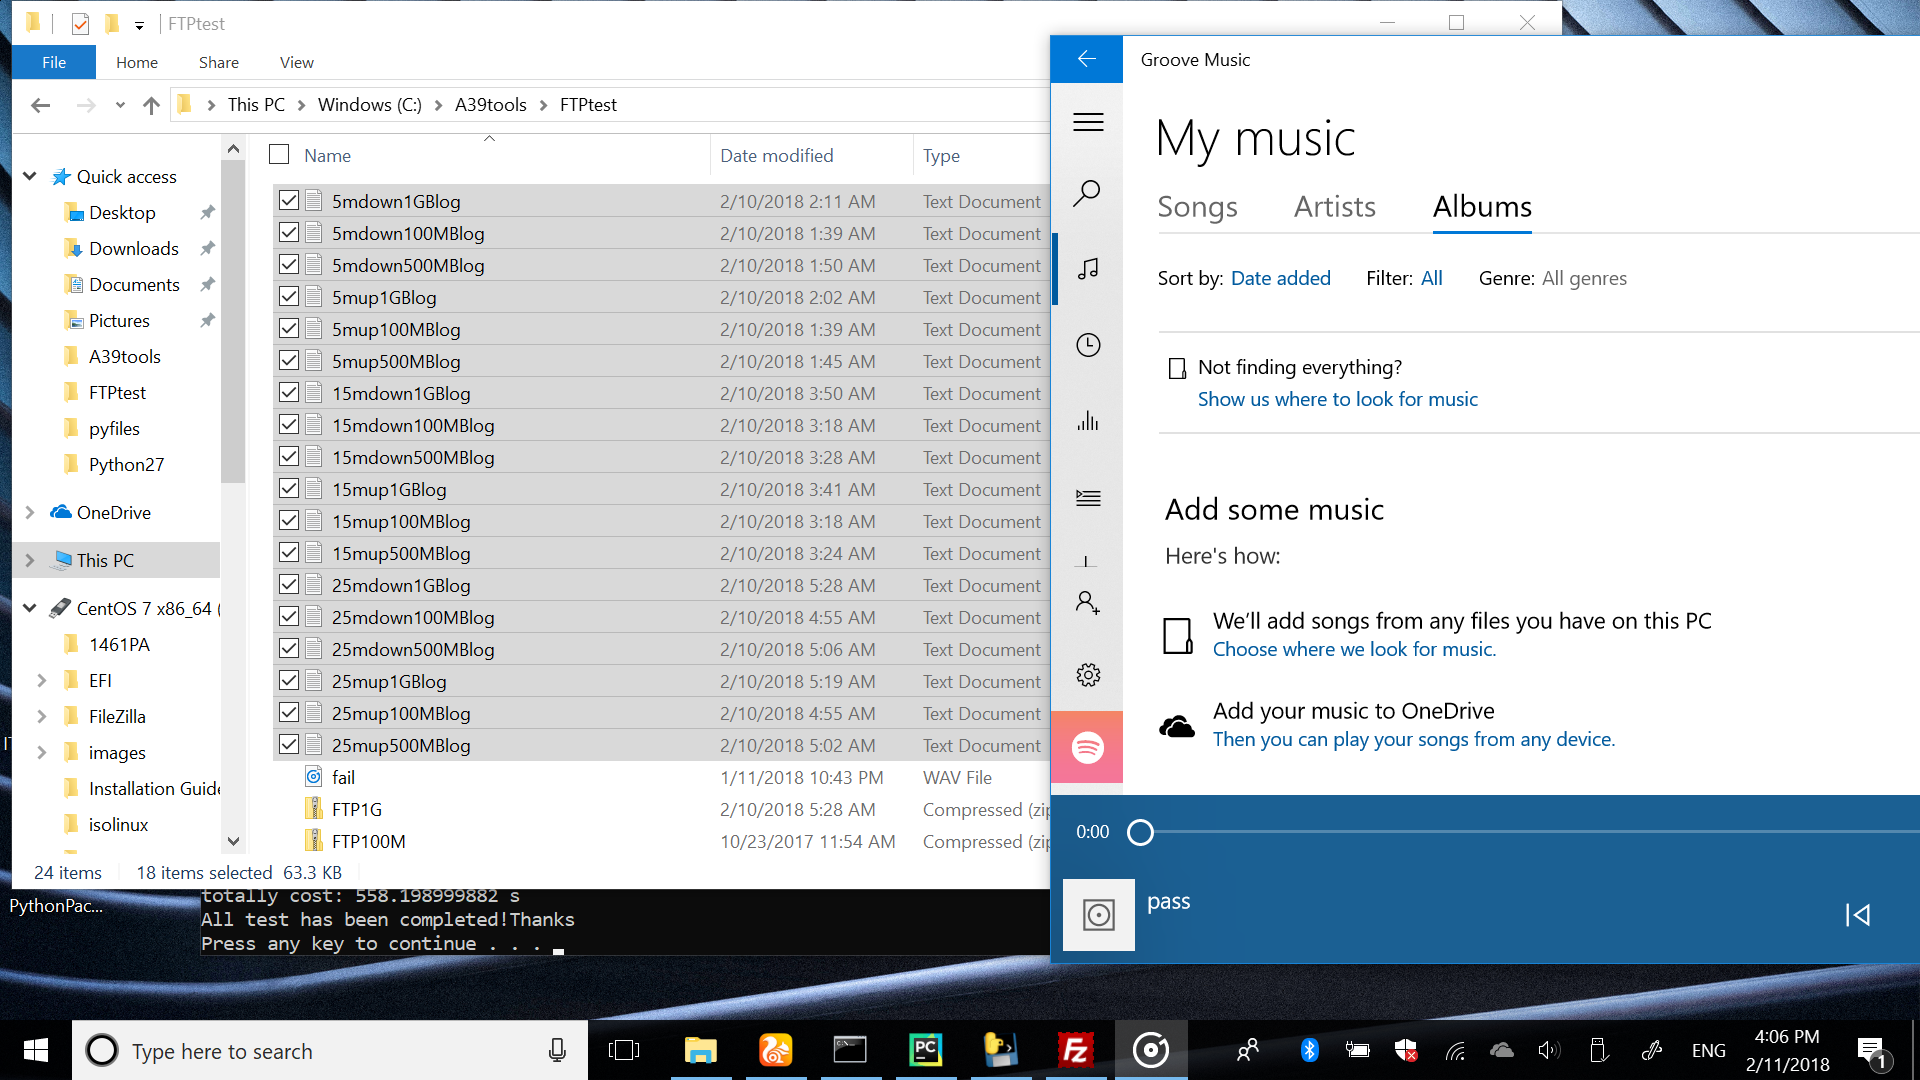 FTPtest
File Home Share View
This PC Windows (C:) A39tools FTPtest
Name Date modified Type
Quick access
Desktop
Downloads
Documents
Pictures
A39tools
FTPtest
pyfiles
Python27
OneDrive
This PC
CentOS 7 x86_64 (
1461PA
EFI
FileZilla
images
Installation Guide
isolinux
5mdown1GBlog 2/10/2018 2:11 AM Text Document
5mdown100MBlog 2/10/2018 1:39 AM Text Document
5mdown500MBlog 2/10/2018 1:50 AM Text Document
5mup1GBlog 2/10/2018 2:02 AM Text Document
5mup100MBlog 2/10/2018 1:39 AM Text Document
5mup500MBlog 2/10/2018 1:45 AM Text Document
15mdown1GBlog 2/10/2018 3:50 AM Text Document
15mdown100MBlog 2/10/2018 3:18 AM Text Document
15mdown500MBlog 2/10/2018 3:28 AM Text Document
15mup1GBlog 2/10/2018 3:41 AM Text Document
15mup100MBlog 2/10/2018 3:18 AM Text Document
15mup500MBlog 2/10/2018 3:24 AM Text Document
25mdown1GBlog 2/10/2018 5:28 AM Text Document
25mdown100MBlog 2/10/2018 4:55 AM Text Document
25mdown500MBlog 2/10/2018 5:06 AM Text Document
25mup1GBlog 2/10/2018 5:19 AM Text Document
25mup100MBlog 2/10/2018 4:55 AM Text Document
25mup500MBlog 2/10/2018 5:02 AM Text Document
fail 1/11/2018 10:43 PM WAV File
FTP1G 2/10/2018 5:28 AM Compressed (zip
FTP100M 10/23/2017 11:54 AM Compressed (zip
24 items 18 items selected 63.3 KB
PythonPac...
totally cost: 558.198999882 s
All test has been completed!Thanks
Press any key to continue . . .
Groove Music
My music
Songs Artists Albums
Sort by: Date added Filter: All Genre: All genres
Not finding everything?
Show us where to look for music
Add some music
Here's how:
We'll add songs from any files you have on this PC
Choose where we look for music.
Add your music to OneDrive
Then you can play your songs from any device.
0:00
pass
Type here to search
PC
FZ
ENG
4:06 PM
2/11/2018
1